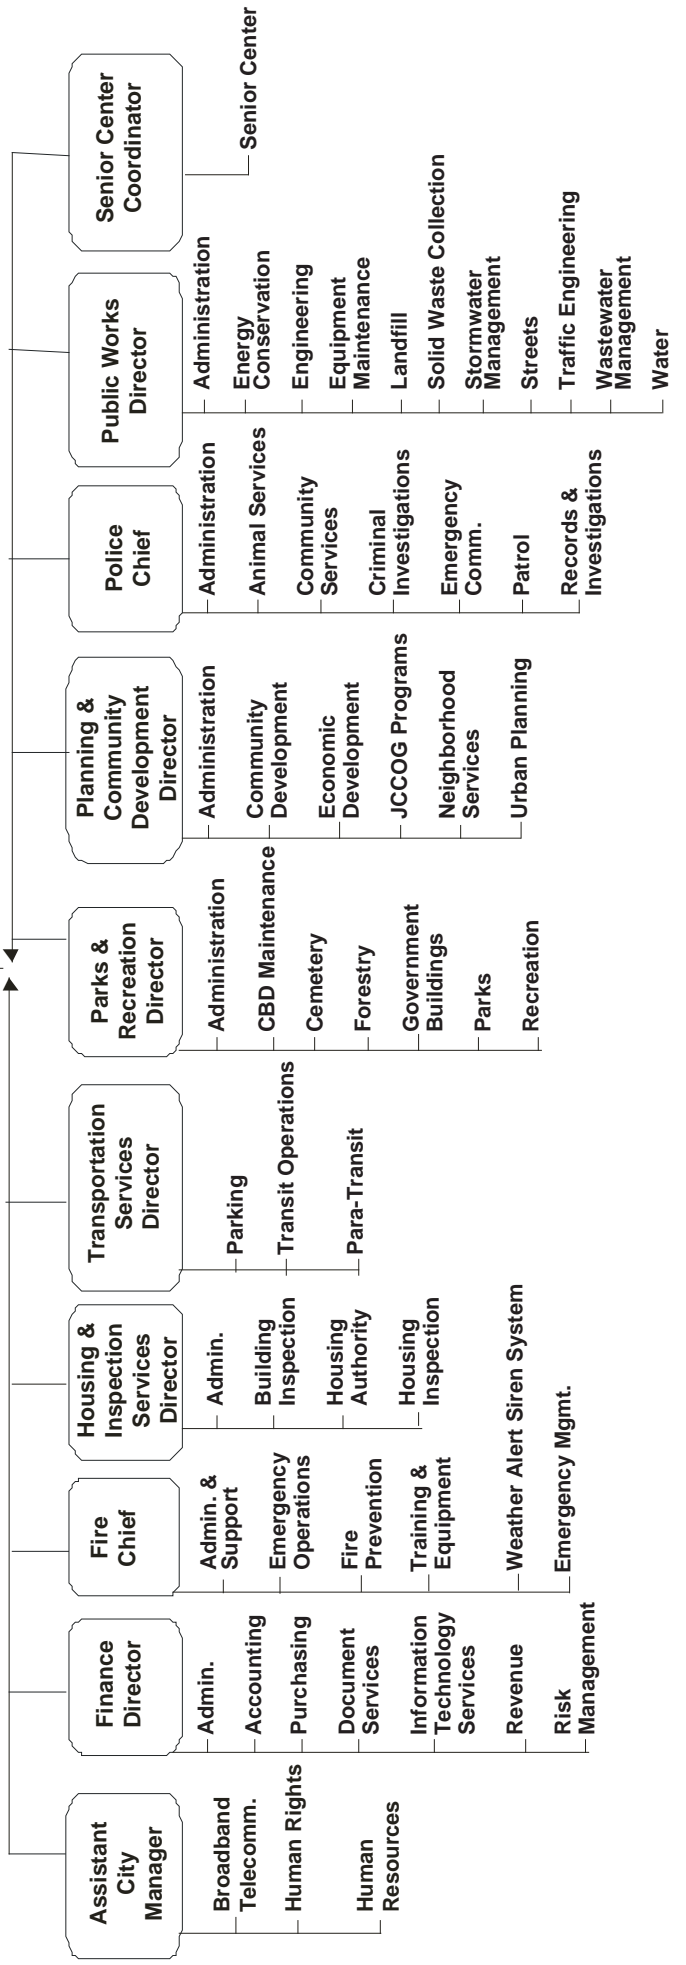 Assistant
City
Manager
Broadband
Telecomm.
Human Rights
Human
Resources
Finance
Director
Admin.
Accounting
Purchasing
Document
Services
Information
Technology
Services
Revenue
Risk
Management
Fire
Chief
Admin. &
Support
Emergency
Operations
Fire
Prevention
Training &
Equipment
Weather Alert Siren System
Emergency Mgmt.
Housing &
Inspection
Services
Director
Admin.
Building
Inspection
Housing
Authority
Housing
Inspection
Transportation
Services
Director
Parking
Transit Operations
Para-Transit
Parks &
Recreation
Director
Administration
CBD Maintenance
Cemetery
Forestry
Government
Buildings
Parks
Recreation
Planning &
Community
Development
Director
Administration
Community
Development
Economic
Development
JCCOG Programs
Neighborhood
Services
Urban Planning
Police
Chief
Administration
Animal Services
Community
Services
Criminal
Investigations
Emergency
Comm.
Patrol
Records &
Investigations
Public Works
Director
Administration
Energy
Conservation
Engineering
Equipment
Maintenance
Landfill
Solid Waste Collection
Stormwater
Management
Streets
Traffic Engineering
Wastewater
Management
Water
Senior Center
Coordinator
Senior Center